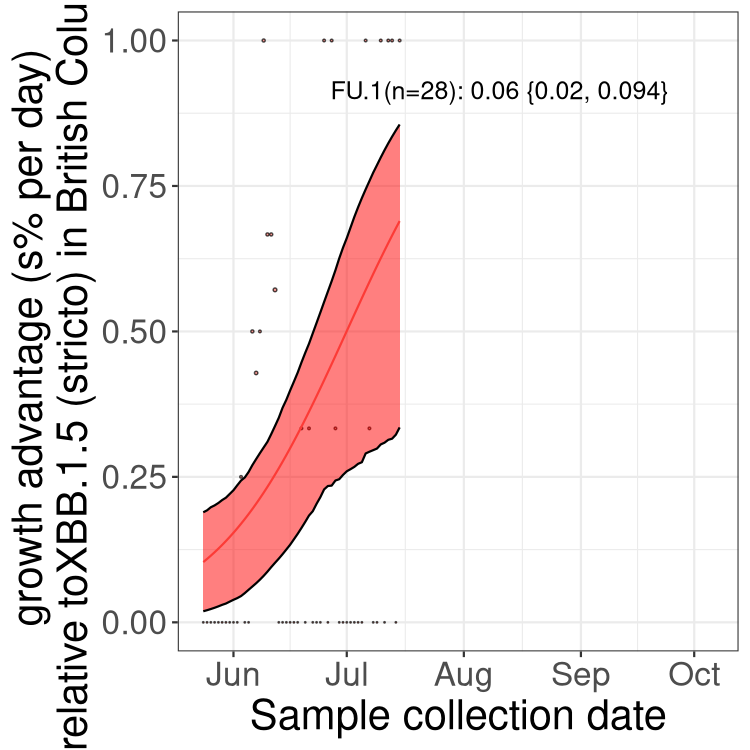 growth advantage (s% per day)
relative toXBB.1.5 (stricto) in British Colu
1.00
0.75
0.50
0.25
0.00
FU.1(n=28): 0.06 {0.02, 0.094}
Jun Jul Aug Sep Oct
Sample collection date